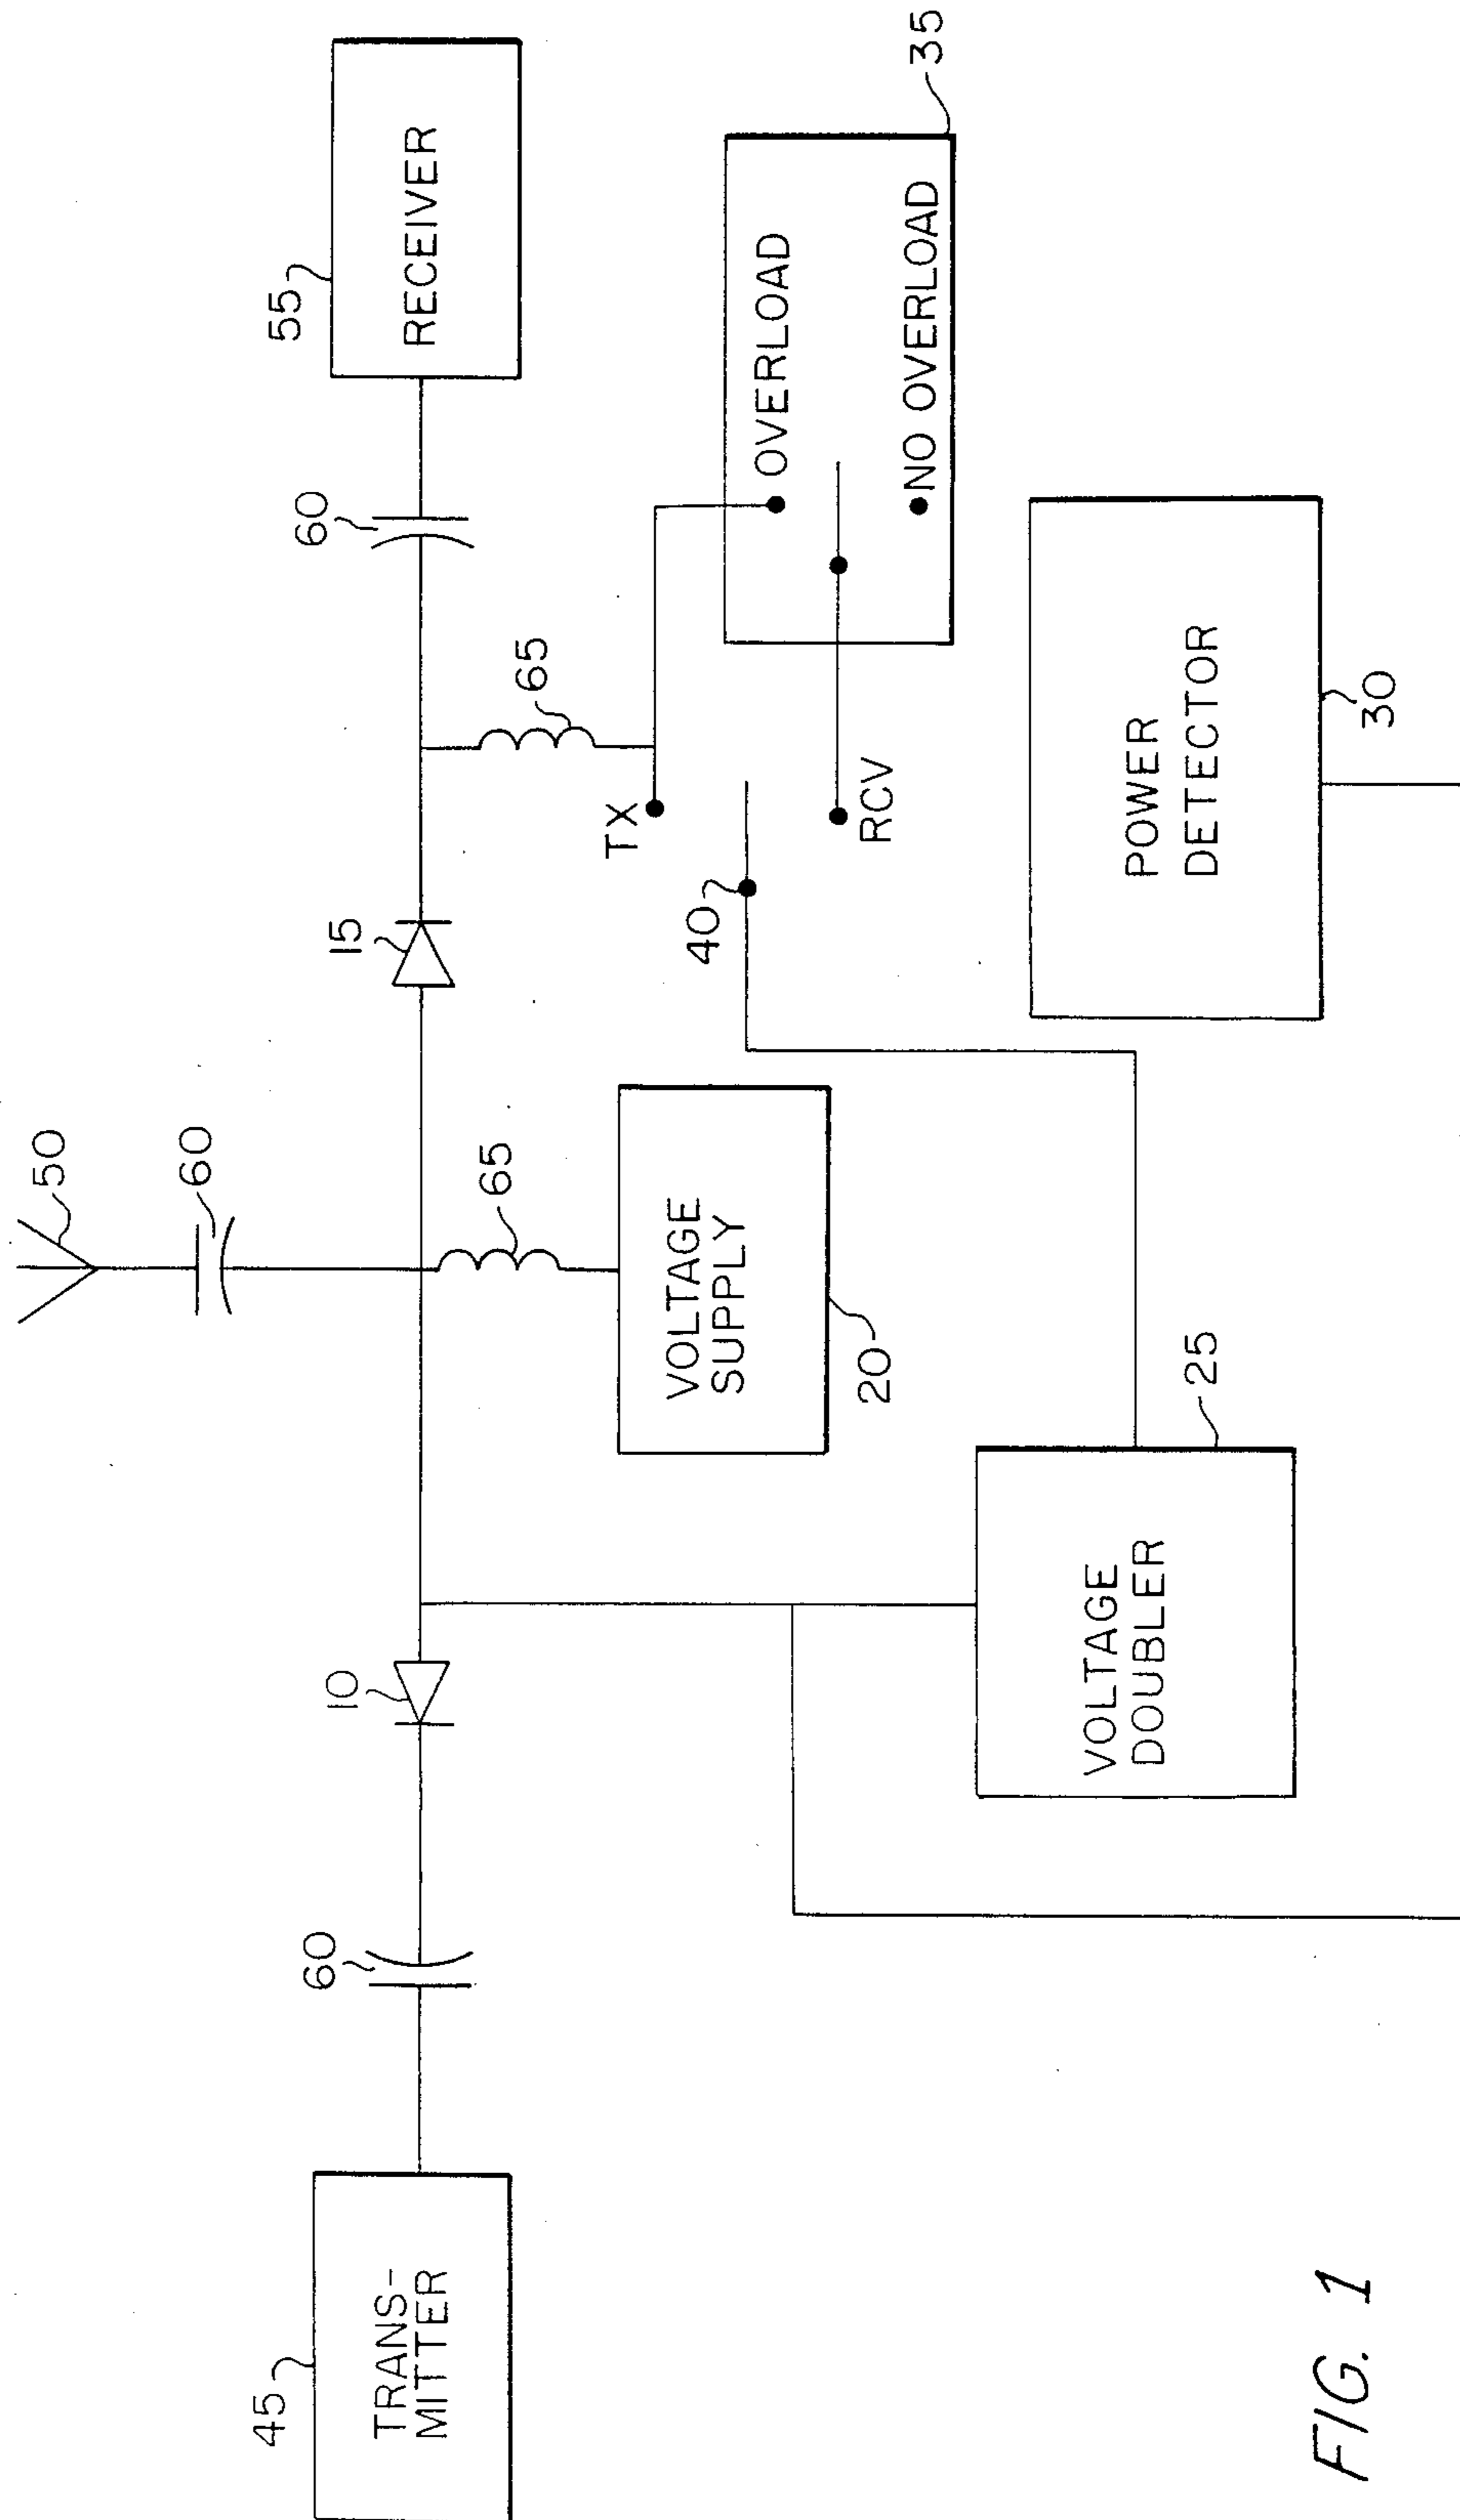 50
60
15
55
RECEIVER
60
10
60
45
TRANS-
MITTER
65
65
TX
40
RCV
OVERLOAD
NO OVERLOAD
35
VOLTAGE
SUPPLY
20
VOLTAGE
DOUBLER
25
POWER
DETECTOR
30
FIG. 1